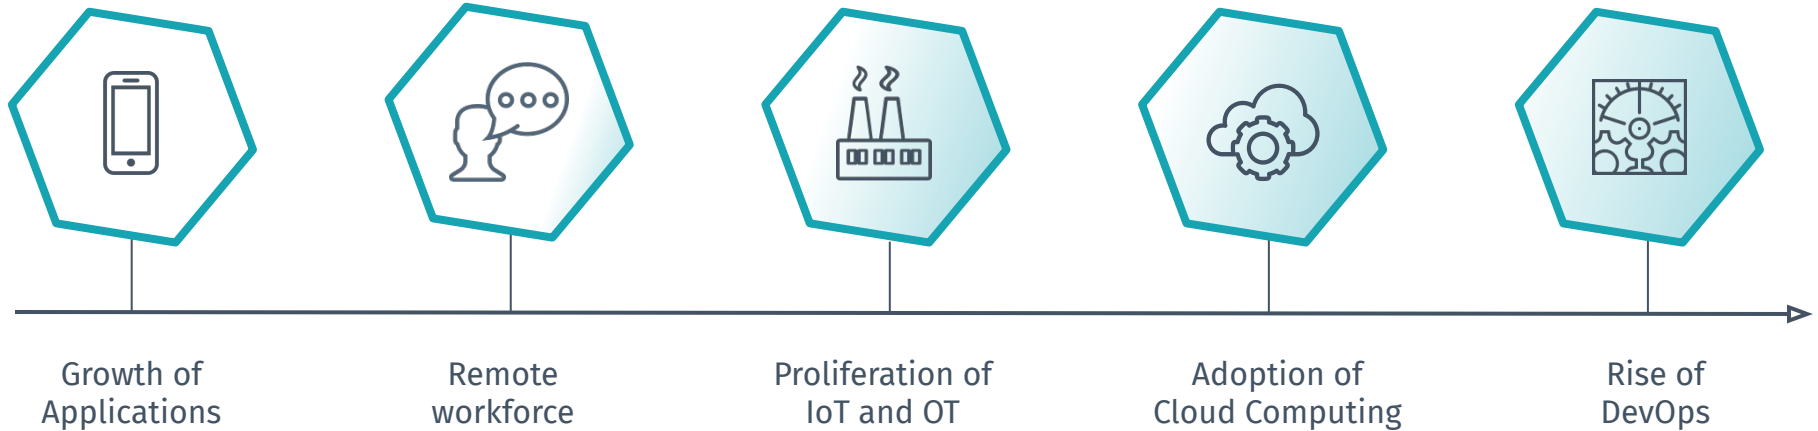 Growth of
Applications
Remote
workforce
Proliferation of
IoT and OT
Adoption of
Cloud Computing
Rise of
DevOps